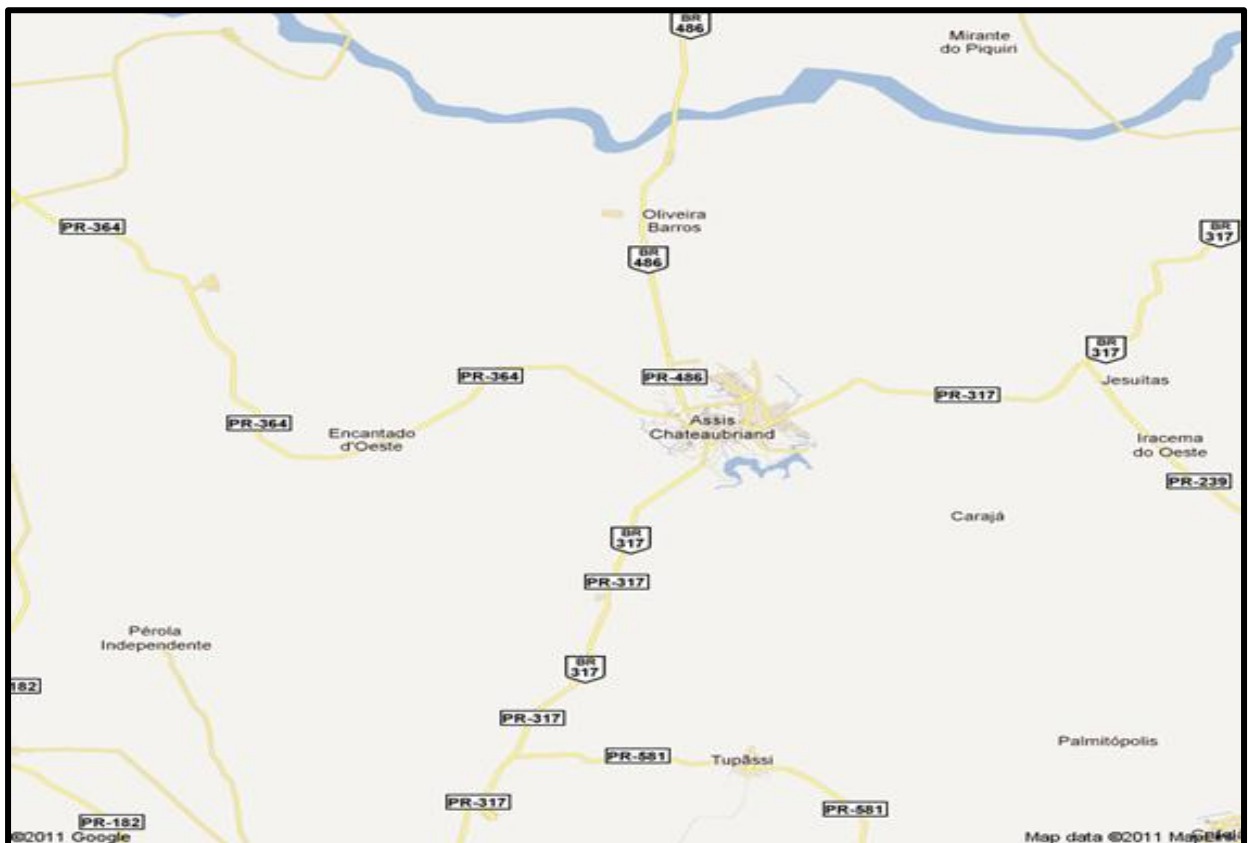 BR
486
Mirante
do Piquiri
PR-364
Oliveira
Barros
BR
317
BR
486
BR
317
PR-364
PR-486
Jesuítas
PR-317
PR-364
Encantado
d'Oeste
Assis
Chateaubriand
Iracema
do Oeste
PR-239
Carajá
BR
317
PR-317
Pérola
Independente
BR
317
182
PR-317
Palmitópolis
PR-581
Tupãssi
PR-317
PR-581
PR-182
©2011 Google
Map data ©2011